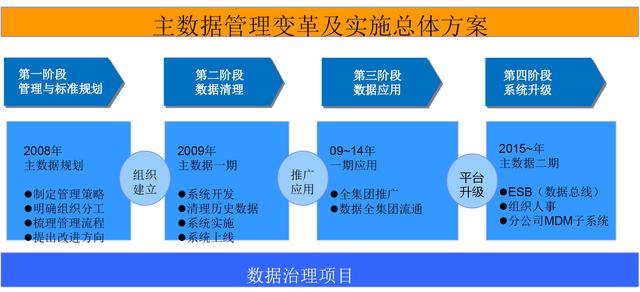 主数据管理变革及实施总体方案
第一阶段
管理与标准规划
第二阶段
数据清理
第三阶段
数据应用
第四阶段
系统升级
2008年
主数据规划
●制定管理策略
●明确组织分工
●梳理管理流程
●提出改进方向
组织
建立
2009年
主数据一期
●系统开发
●清理历史数据
●系统实施
●系统上线
推广
应用
09~14年
一期应用
●全集团推广
●数据全集团流通
平台
升级
2015~年
主数据二期
●ESB（数据总线）
●组织人事
●分公司MDM子系统
数据治理项目